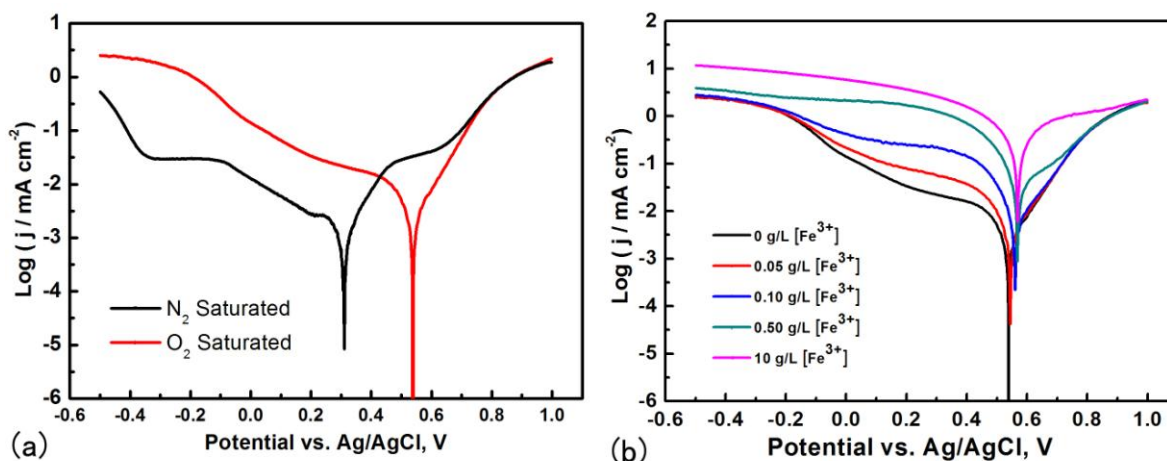 1
0
-1
-2
-3
-4
-5
-6
Log ( j / mA cm⁻²)
N₂ Saturated
O₂ Saturated
-0.6 -0.4 -0.2 0.0 0.2 0.4 0.6 0.8 1.0
Potential vs. Ag/AgCl, V
(a)
2
1
0
-1
-2
-3
-4
-5
-6
Log ( j / mA cm⁻²)
0 g/L [Fe³⁺]
0.05 g/L [Fe³⁺]
0.10 g/L [Fe³⁺]
0.50 g/L [Fe³⁺]
10 g/L [Fe³⁺]
-0.6 -0.4 -0.2 0.0 0.2 0.4 0.6 0.8 1.0
Potential vs. Ag/AgCl, V
(b)